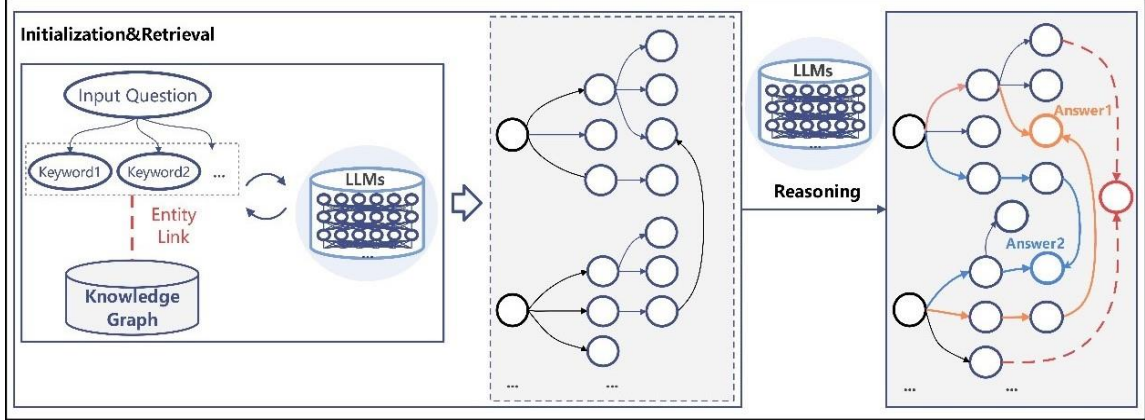 Initialization&Retrieval
Input Question
Keyword1
Keyword2
...
Entity
Link
Knowledge
Graph
LLMs
...
...
...
LLMs
...
Reasoning
Answer1
Answer2
...
...